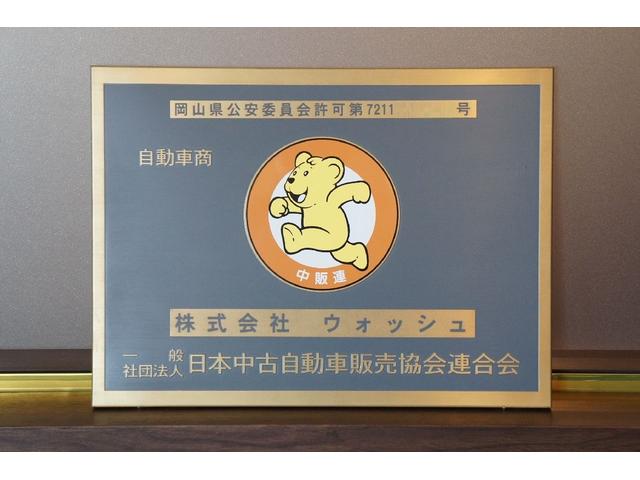 岡山県公安委員会許可第7211 号
自動車商
中販連
株式会社 ウォッシュ
一般社団法人 日本中古自動車販売協会連合会